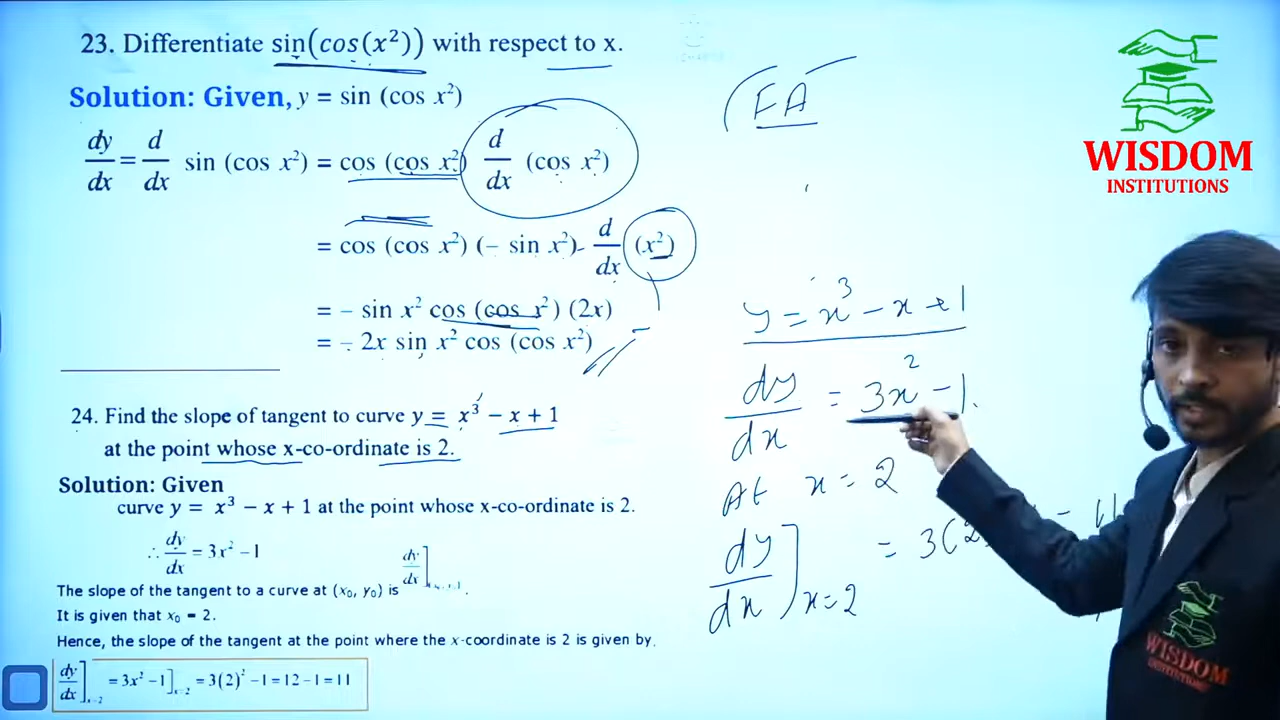 23. Differentiate sin(cos(x²)) with respect to x.
Solution: Given, y = sin (cos x²)
dy/dx = d/dx sin (cos x²) = cos (cos x²) d/dx (cos x²)
= cos (cos x²) (– sin x²)- d/dx (x²)
= – sin x² cos (cos x²) (2x)
= – 2x sin x² cos (cos x²)
24. Find the slope of tangent to curve y = x³ − x + 1
at the point whose x-co-ordinate is 2.
Solution: Given
curve y = x³ − x + 1 at the point whose x-co-ordinate is 2.
∴ dy/dx = 3x² − 1
The slope of the tangent to a curve at (x₀, y₀) is dy/dx]
It is given that x₀ = 2.
Hence, the slope of the tangent at the point where the x-coordinate is 2 is given by,
dy/dx]ₓ₌₂ = 3x² − 1]ₓ₌₂ = 3(2)² − 1 = 12 − 1 = 11
FA
y = x³ − x + 1
dy/dx = 3x² − 1.
At x = 2
dy/dx]x=2 = 3(2) − 
WISDOM
INSTITUTIONS
WISDOM
INSTITUTIONS